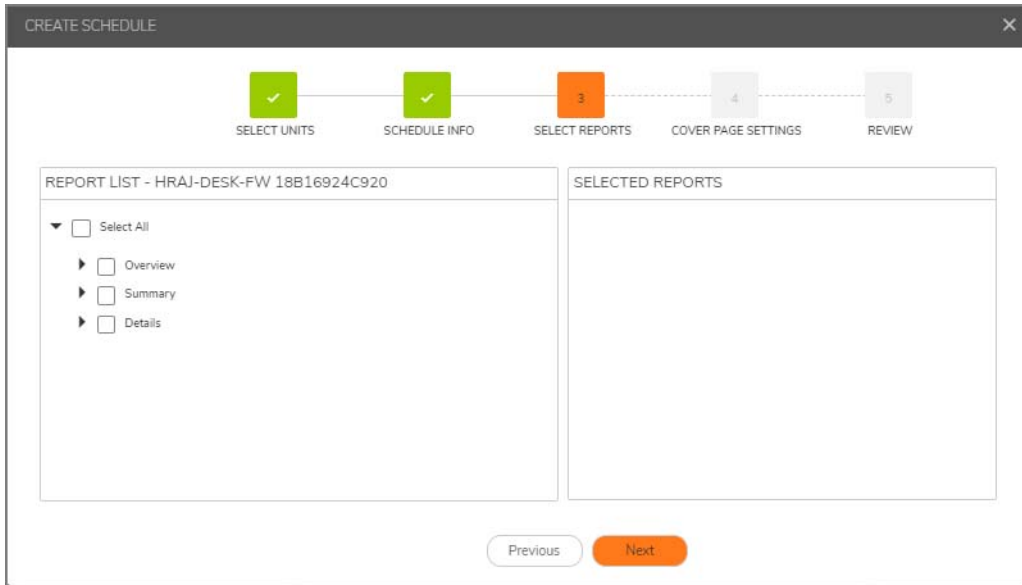 CREATE SCHEDULE
3
4
5
SELECT UNITS
SCHEDULE INFO
SELECT REPORTS
COVER PAGE SETTINGS
REVIEW
REPORT LIST - HRAJ-DESK-FW 18B16924C920
SELECTED REPORTS
Select All
Overview
Summary
Details
Previous
Next